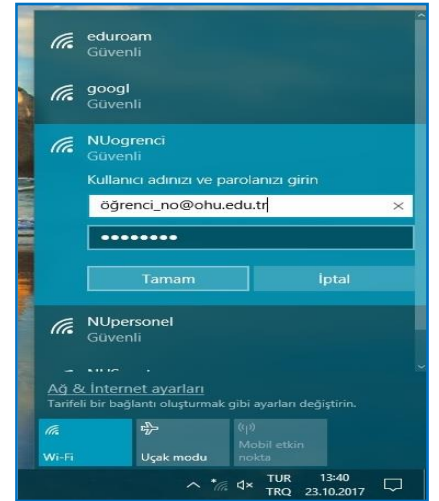 eduroam
Güvenli
googl
Güvenli
NUogrenci
Güvenli
Kullanıcı adınızı ve parolanızı girin
öğrenci_no@ohu.edu.tr
Tamam İptal
NUpersonel
Güvenli
Ağ & İnternet ayarları
Tarifeli bir bağlantı oluşturmak gibi ayarları değiştirin.
Wi-Fi
Uçak modu
Mobil etkin
nokta
TUR 13:40
TRQ 23.10.2017